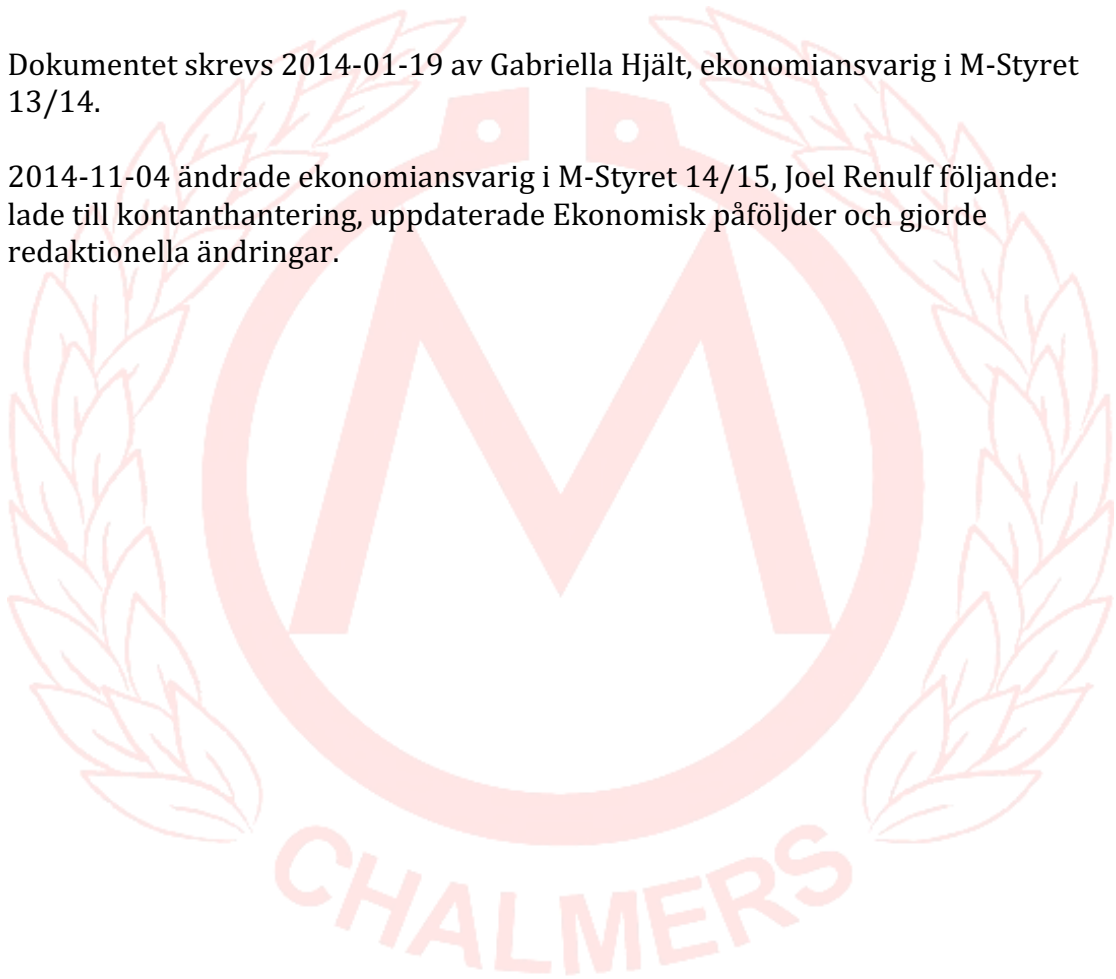 Dokumentet skrevs 2014-01-19 av Gabriella Hjält, ekonomiansvarig i M-Styret
13/14.
2014-11-04 ändrade ekonomiansvarig i M-Styret 14/15, Joel Renulf följande:
lade till kontanthantering, uppdaterade Ekonomisk påföljder och gjorde
redaktionella ändringar.
M
CHALMERS